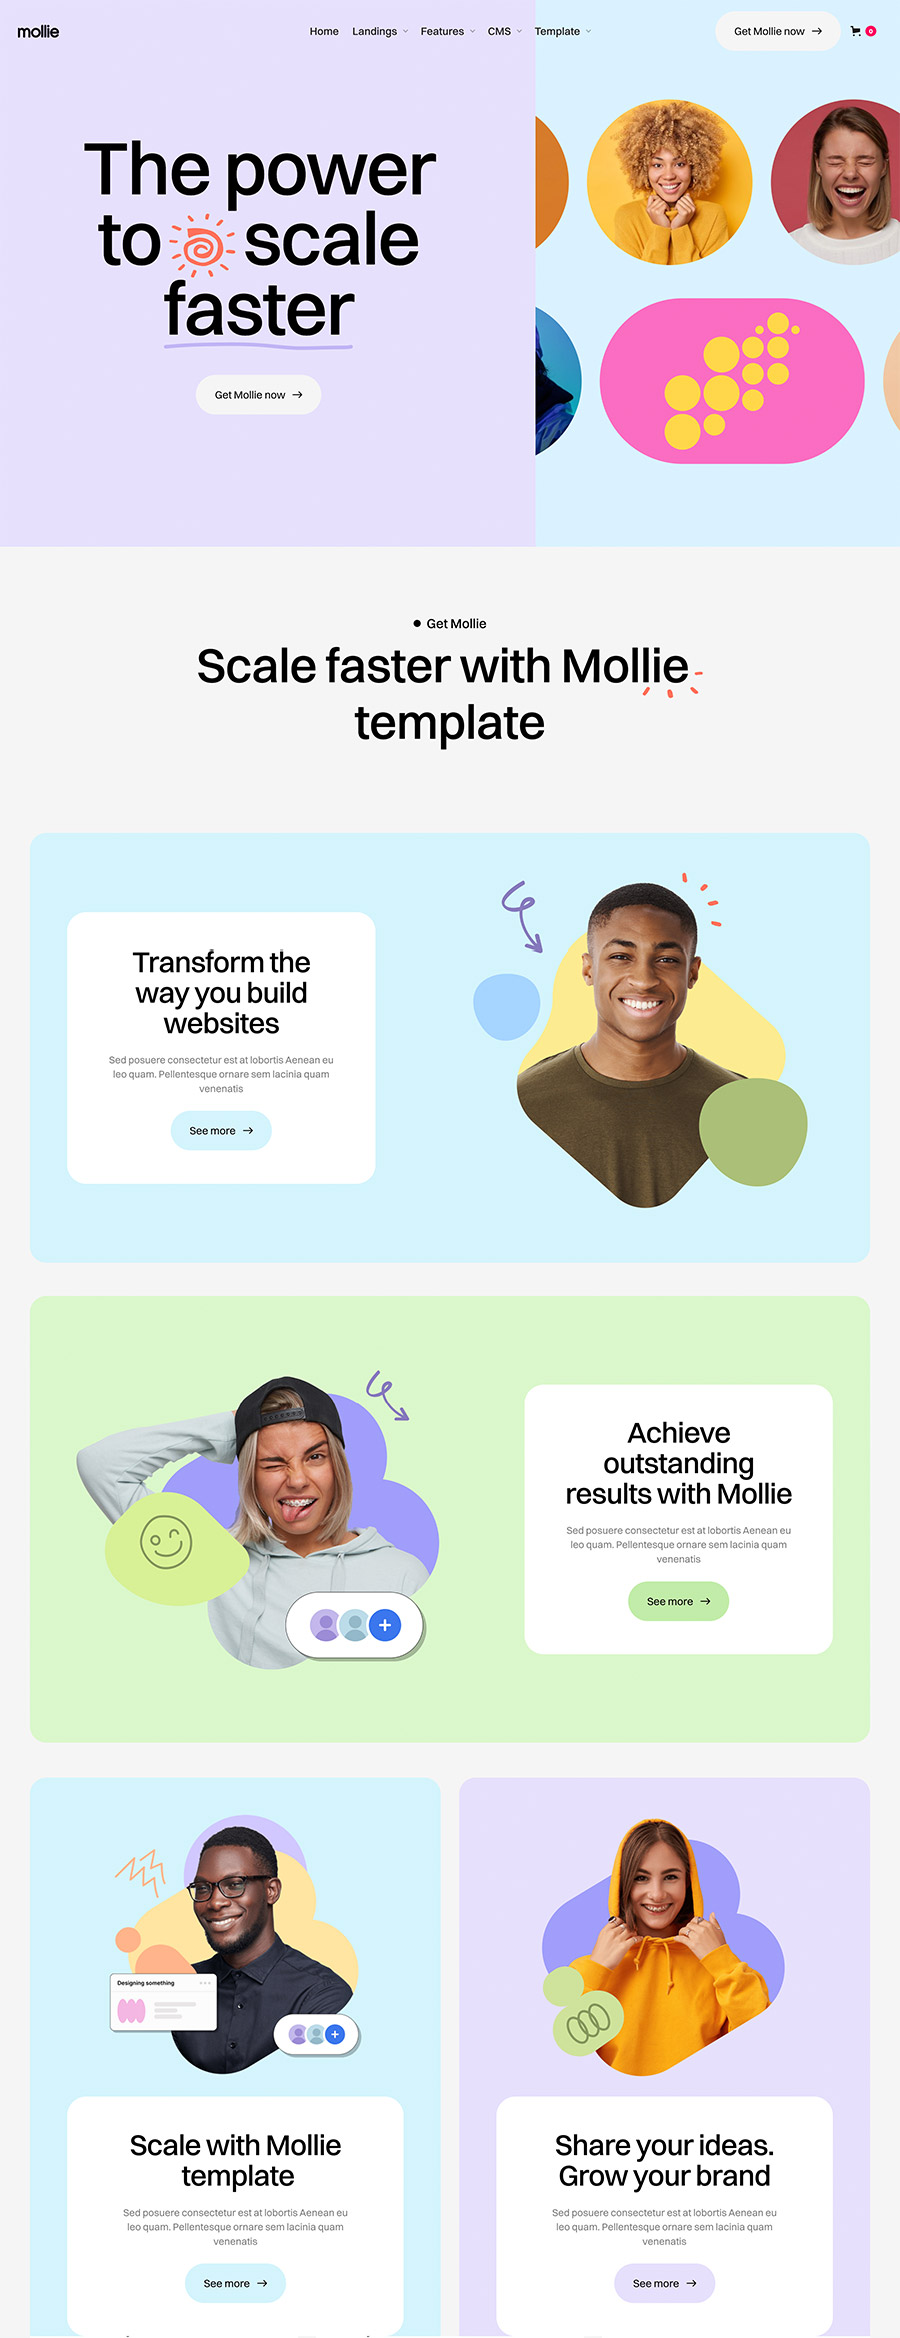 mollie
Home Landings Features CMS Template
Get Mollie now
0
The power
to scale
faster
Get Mollie now
Get Mollie
Scale faster with Mollie
template
Transform the
way you build
websites
Sed posuere consectetur est at lobortis Aenean eu
leo quam. Pellentesque ornare sem lacinia quam
venenatis
See more
Achieve
outstanding
results with Mollie
Sed posuere consectetur est at lobortis Aenean eu
leo quam. Pellentesque ornare sem lacinia quam
venenatis
See more
Designing something
Scale with Mollie
template
Sed posuere consectetur est at lobortis Aenean eu
leo quam. Pellentesque ornare sem lacinia quam
venenatis
See more
Share your ideas.
Grow your brand
Sed posuere consectetur est at lobortis Aenean eu
leo quam. Pellentesque ornare sem lacinia quam
venenatis
See more